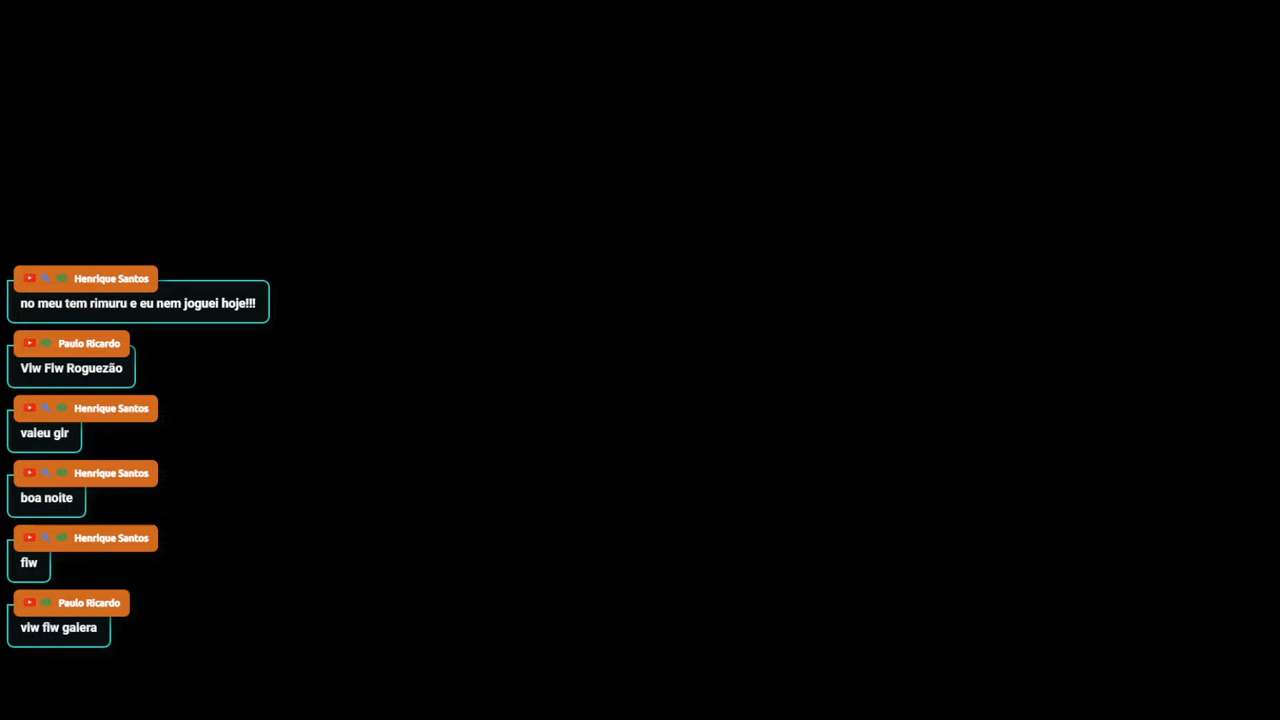 Henrique Santos
no meu tem rimuru e eu nem joguei hoje!!!
Paulo Ricardo
Vlw Flw Roguezão
Henrique Santos
valeu glr
Henrique Santos
boa noite
Henrique Santos
flw
Paulo Ricardo
vlw flw galera